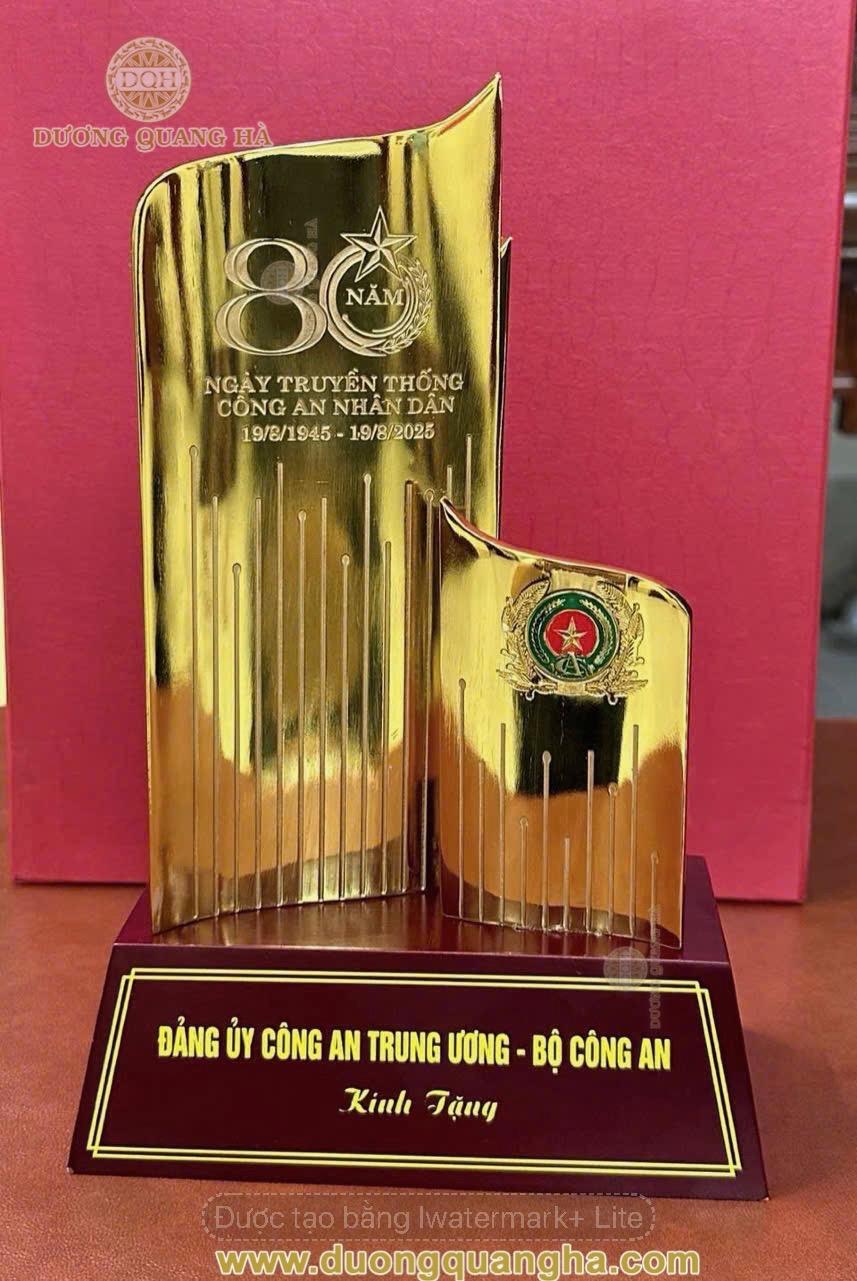 DQH
DƯƠNG QUANG HÀ
80
NĂM
NGÀY TRUYỀN THỐNG
CÔNG AN NHÂN DÂN
19/8/1945 - 19/8/2025
CA
ĐẢNG ỦY CÔNG AN TRUNG ƯƠNG - BỘ CÔNG AN
Kính Tặng
Được tạo bằng Iwatermark+ Lite
www.duongquangha.com